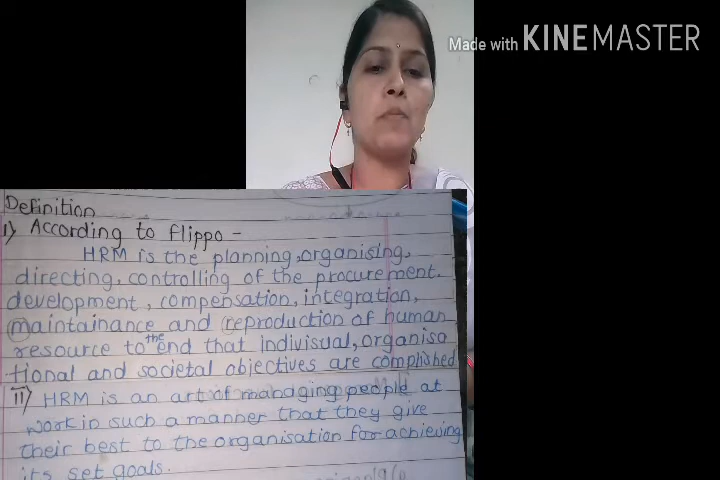 Made with KINEMASTER
Definition
1) According to flippo -
HRM is the planning, organising,
directing, controlling of the procurement,
development, compensation, integration,
maintainance and reproduction of human
resource to the end that indivisual, organisa
tional and societal objectives are complished
II) HRM is an art of managing people at
work in such a manner that they give
their best to the organisation for achieving
its set goals.